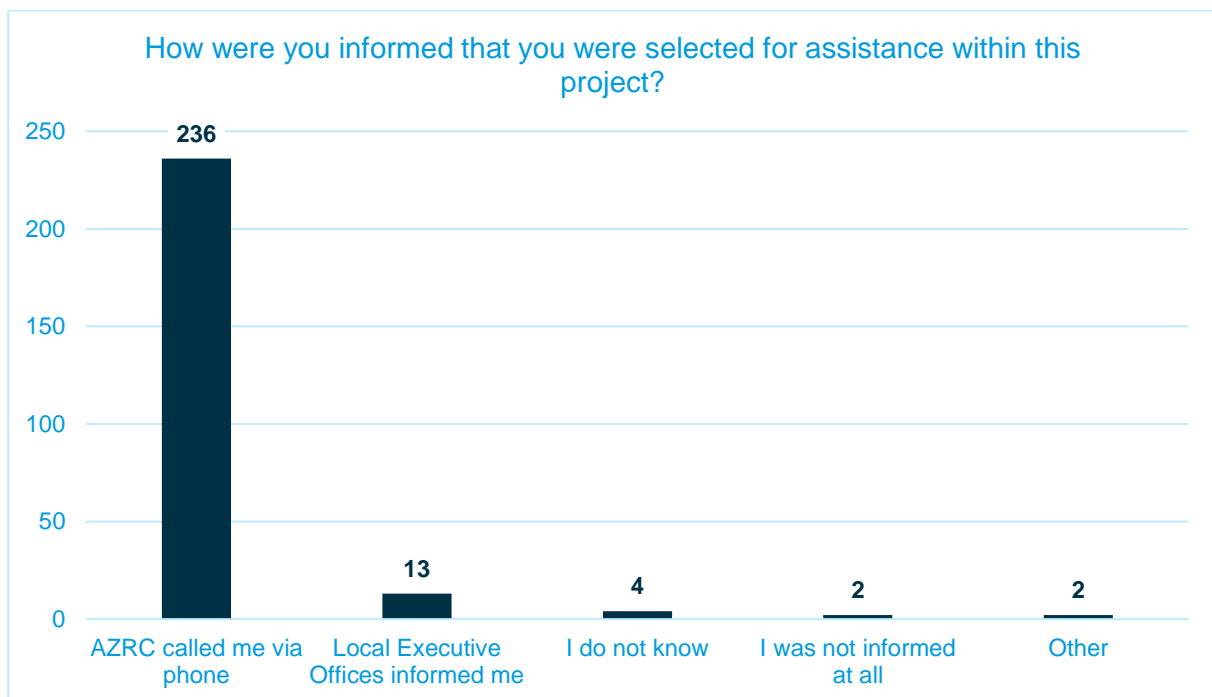 How were you informed that you were selected for assistance within this
project?
250
236
200
150
100
50
13
4
2
2
0
AZRC called me via
phone
Local Executive
Offices informed me
I do not know
I was not informed
at all
Other